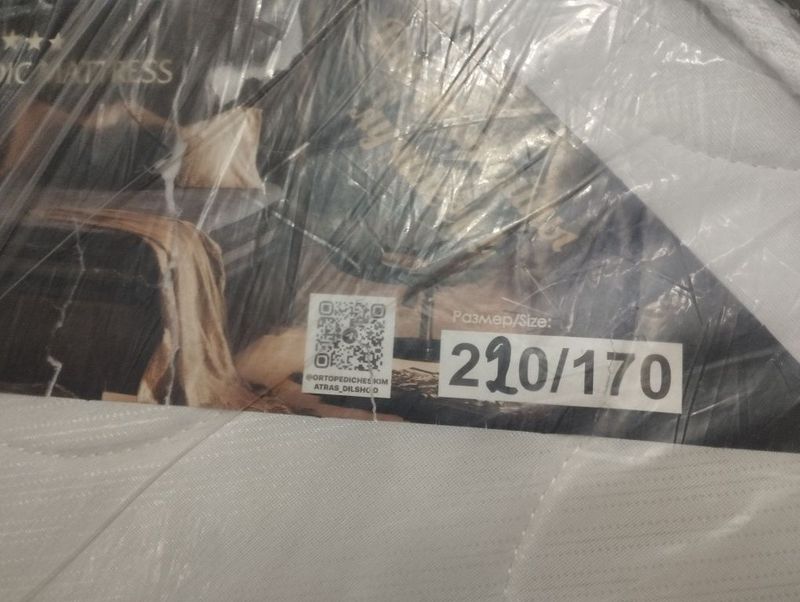 DIC MATTRESS
Размер/Size:
220/170
@ORTOPEDICHESKIM
ATRAS_DILSHOD